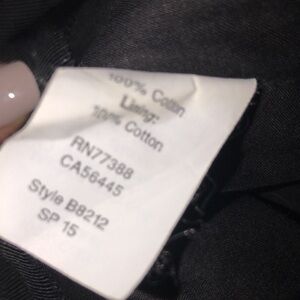 100% Cotton
Lining:
100% Cotton
RN77388
CA56445
Style B8212
SP 15